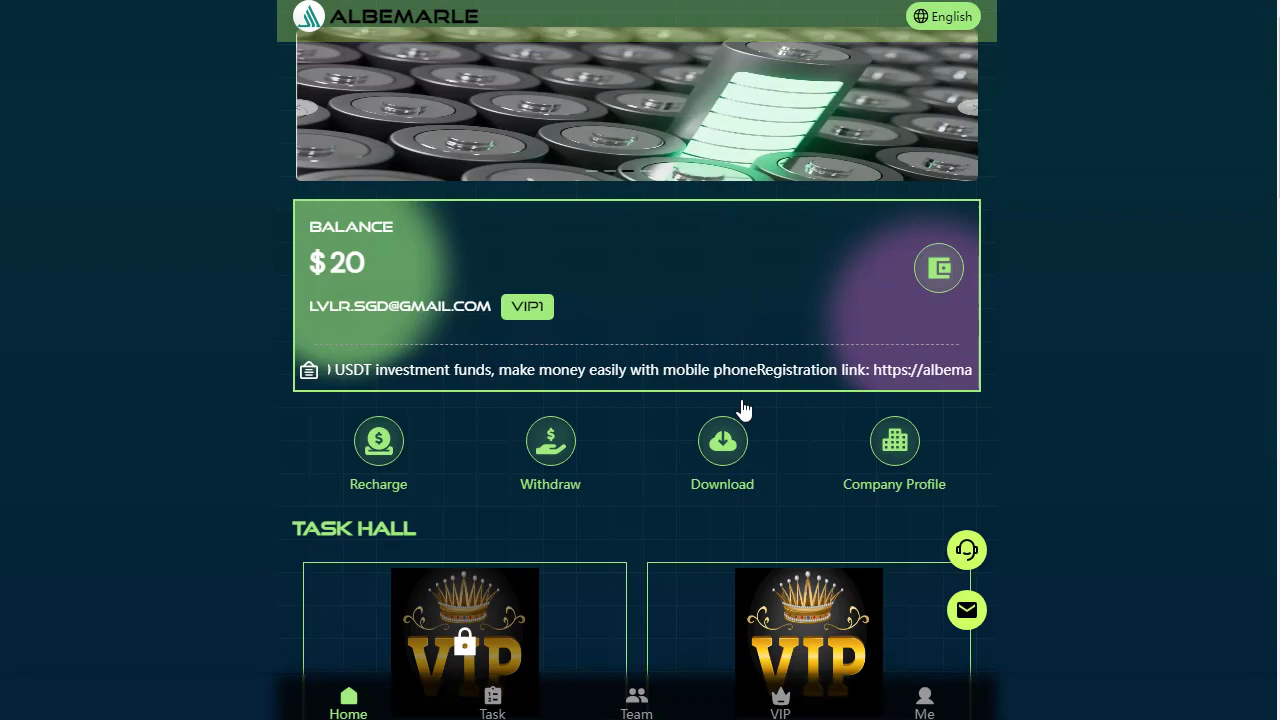 ALBEMARLE
English
BALANCE
$ 20
LVLR.SGD@GMAIL.COM VIP1
USDT investment funds, make money easily with mobile phoneRegistration link: https://albema
Recharge Withdraw Download Company Profile
TASK HALL
VIP VIP
Home Task Team VIP Me